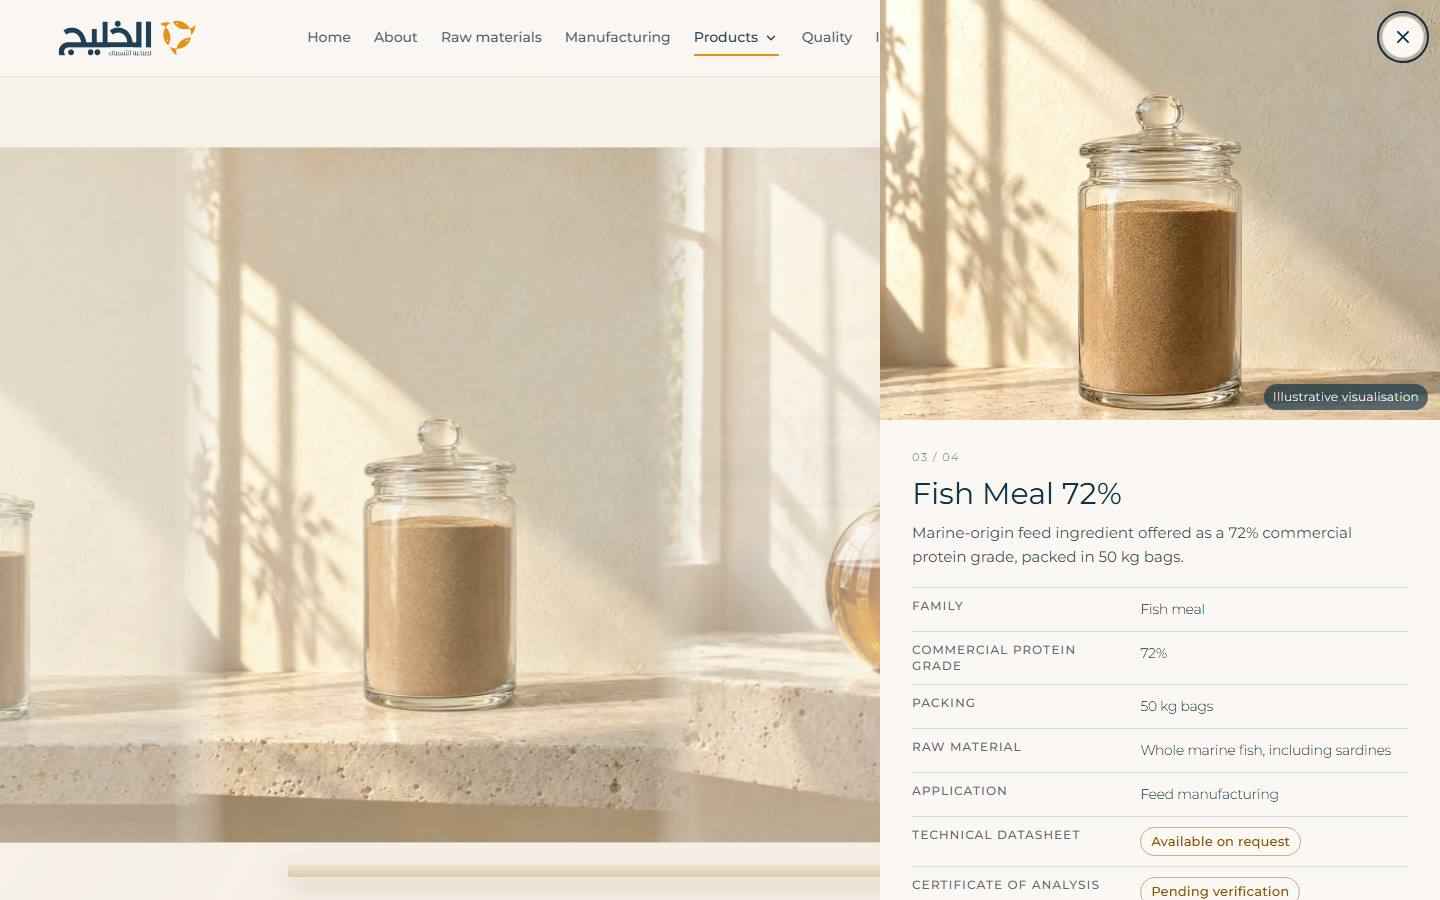 الخليج
لصناعة الأسماك
Home
About
Raw materials
Manufacturing
Products
Quality
Illustrative visualisation
03 / 04
Fish Meal 72%
Marine-origin feed ingredient offered as a 72% commercial
protein grade, packed in 50 kg bags.
FAMILY
Fish meal
COMMERCIAL PROTEIN
GRADE
72%
PACKING
50 kg bags
RAW MATERIAL
Whole marine fish, including sardines
APPLICATION
Feed manufacturing
TECHNICAL DATASHEET
Available on request
CERTIFICATE OF ANALYSIS
Pending verification